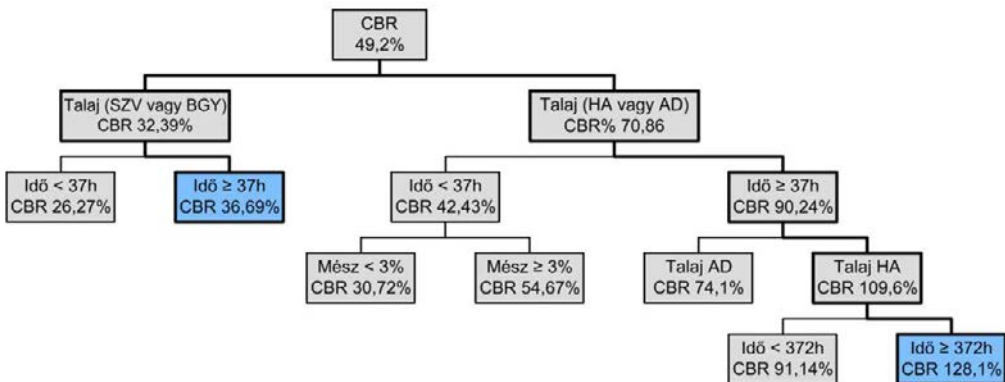 CBR
49,2%
Talaj (SZV vagy BGY)
CBR 32,39%
Talaj (HA vagy AD)
CBR% 70,86
Idő < 37h
CBR 26,27%
Idő ≥ 37h
CBR 36,69%
Idő < 37h
CBR 42,43%
Idő ≥ 37h
CBR 90,24%
Mész < 3%
CBR 30,72%
Mész ≥ 3%
CBR 54,67%
Talaj AD
CBR 74,1%
Talaj HA
CBR 109,6%
Idő < 372h
CBR 91,14%
Idő ≥ 372h
CBR 128,1%